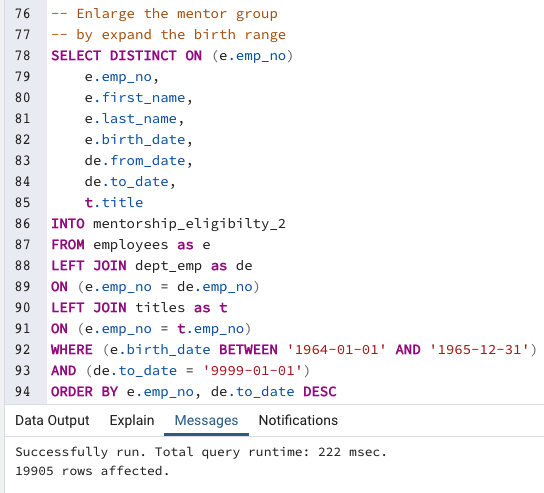 76 -- Enlarge the mentor group
77 -- by expand the birth range
78 SELECT DISTINCT ON (e.emp_no)
79     e.emp_no,
80     e.first_name,
81     e.last_name,
82     e.birth_date,
83     de.from_date,
84     de.to_date,
85     t.title
86 INTO mentorship_eligibilty_2
87 FROM employees as e
88 LEFT JOIN dept_emp as de
89 ON (e.emp_no = de.emp_no)
90 LEFT JOIN titles as t
91 ON (e.emp_no = t.emp_no)
92 WHERE (e.birth_date BETWEEN '1964-01-01' AND '1965-12-31')
93 AND (de.to_date = '9999-01-01')
94 ORDER BY e.emp_no, de.to_date DESC
Data Output Explain Messages Notifications
Successfully run. Total query runtime: 222 msec.
19905 rows affected.